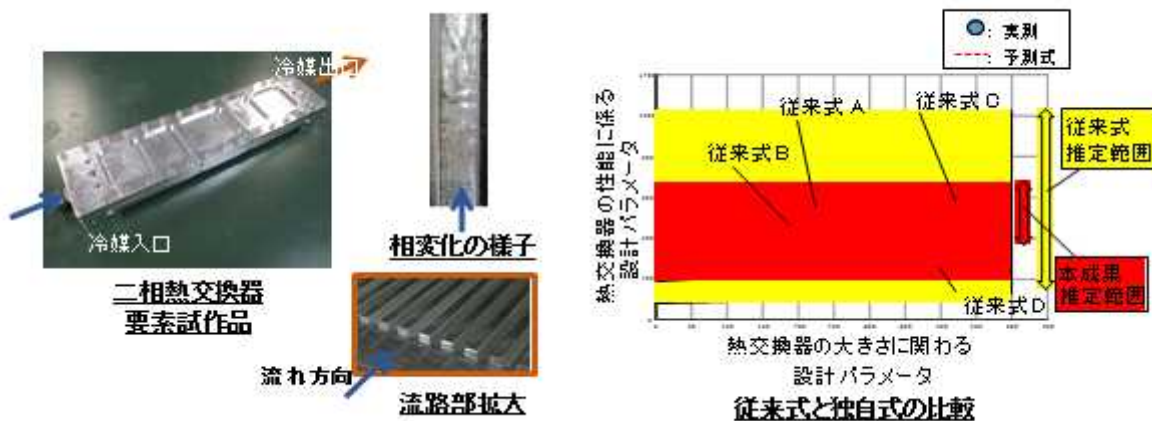 冷媒出口
冷媒入口
二相熱交換器
要素試作品
相変化の様子
流れ方向
流路部拡大
：実測
：予測式
熱交換器の性能に係る
設計パラメータ
従来式A
従来式B
従来式C
従来式D
従来式
推定範囲
本成果
推定範囲
熱交換器の大きさに関わる
設計パラメータ
従来式と独自式の比較